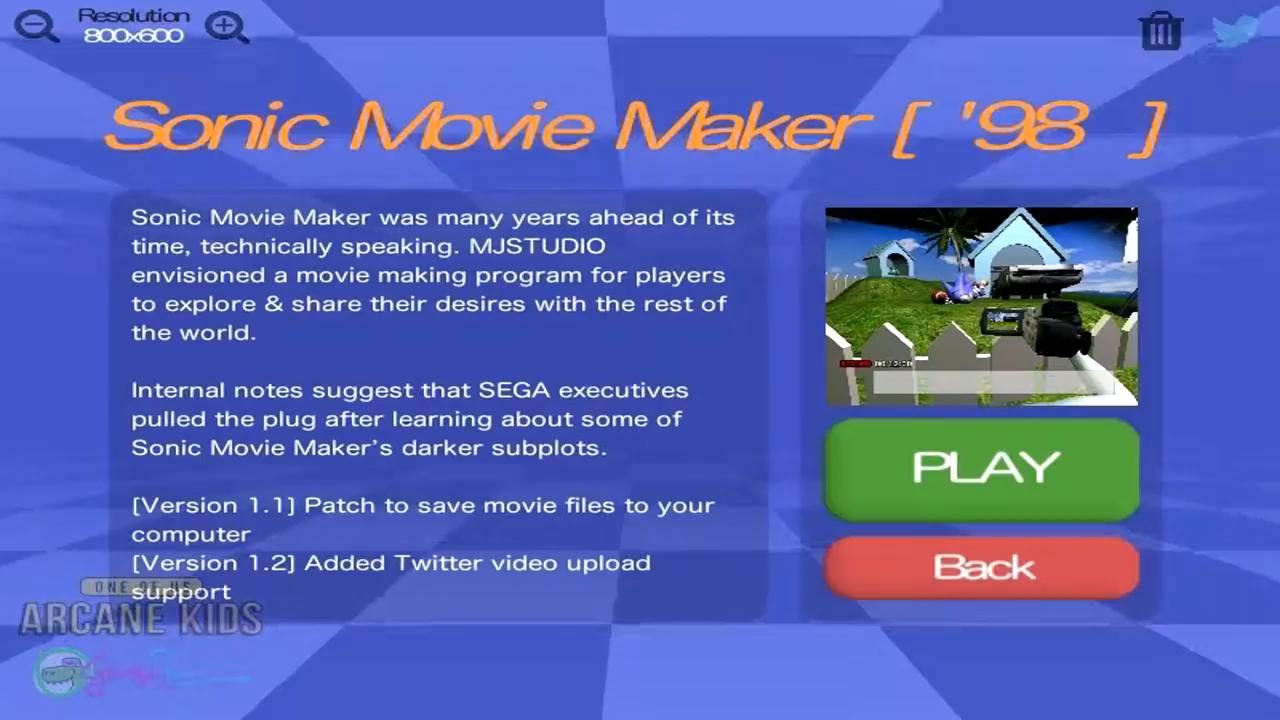 Resolution
800x600
Sonic Movie Maker [ '98 ]
Sonic Movie Maker was many years ahead of its
time, technically speaking. MJSTUDIO
envisioned a movie making program for players
to explore & share their desires with the rest of
the world.
Internal notes suggest that SEGA executives
pulled the plug after learning about some of
Sonic Movie Maker's darker subplots.
[Version 1.1] Patch to save movie files to your
computer
[Version 1.2] Added Twitter video upload
support
PLAY
Back
ONE OF US
ARCANE KIDS